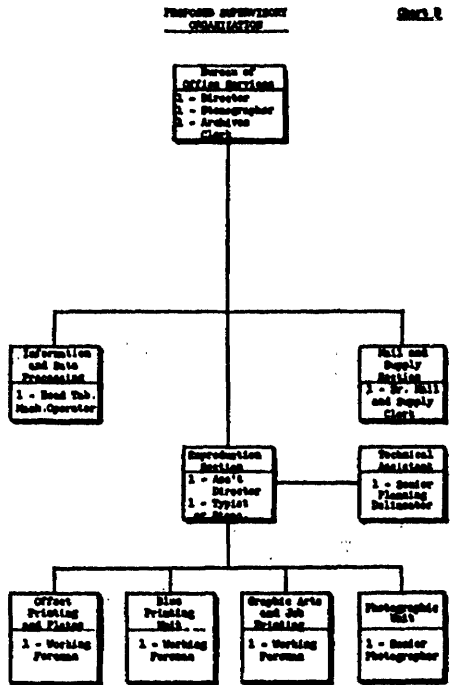 PROPOSED SUPERVISORY
ORGANIZATION
Chart
Bureau of
Office Services
1 - Director
1 - Stenographer
1 - Archives
Clerk
Information
and Data
Processing
1 - Head Tab.
Mach. Operator
Mail and
Supply
Section
1 - Sr. Mail
and Supply
Clerk
Reproduction
Section
1 - Ass't
Director
1 - Typist
or Steno.
Technical
Assistant
1 - Senior
Planning
Delineator
Offset
Printing
and Plates
1 - Working
Foreman
Blue
Printing
Unit
1 - Working
Foreman
Graphic Arts
and Job
Printing
1 - Working
Foreman
Photographic
Unit
1 - Senior
Photographer